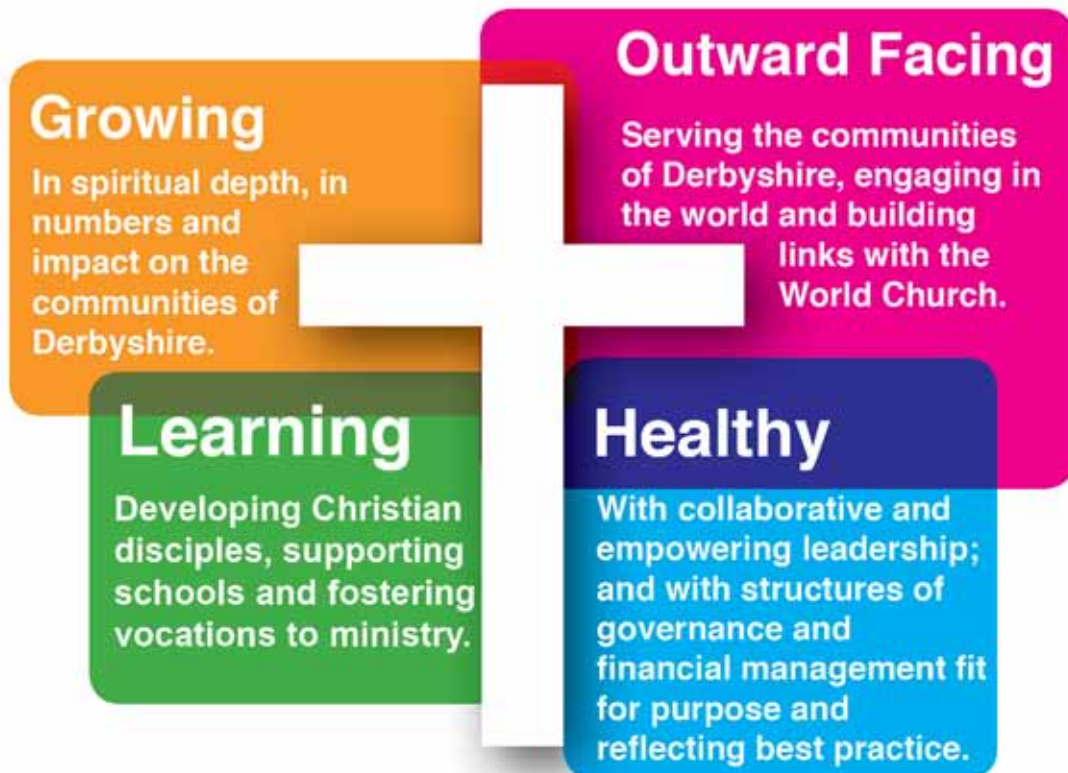 Growing
In spiritual depth, in
numbers and
impact on the
communities of
Derbyshire.
Outward Facing
Serving the communities
of Derbyshire, engaging in
the world and building
links with the
World Church.
Learning
Developing Christian
disciples, supporting
schools and fostering
vocations to ministry.
Healthy
With collaborative and
empowering leadership;
and with structures of
governance and
financial management fit
for purpose and
reflecting best practice.